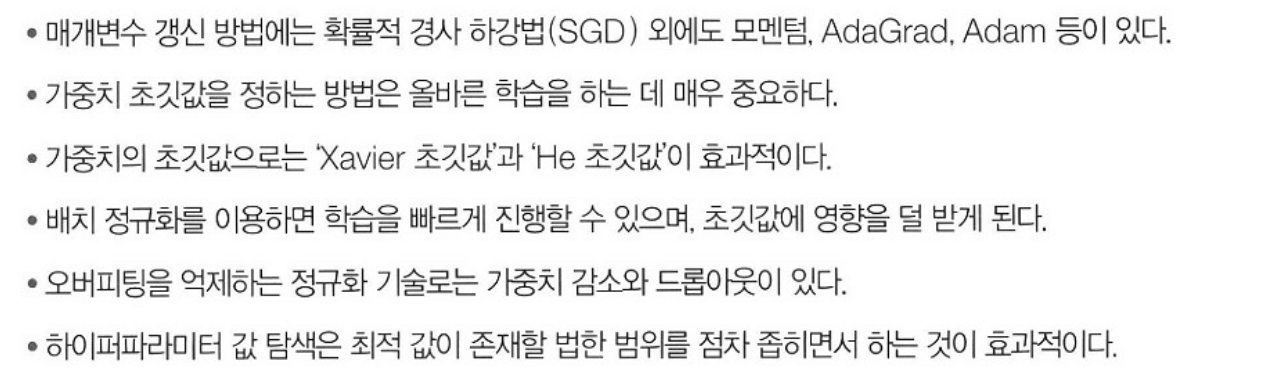 • 매개변수 갱신 방법에는 확률적 경사 하강법(SGD) 외에도 모멘텀, AdaGrad, Adam 등이 있다.
• 가중치 초깃값을 정하는 방법은 올바른 학습을 하는 데 매우 중요하다.
• 가중치의 초깃값으로는 ‘Xavier 초깃값’과 ‘He 초깃값’이 효과적이다.
• 배치 정규화를 이용하면 학습을 빠르게 진행할 수 있으며, 초깃값에 영향을 덜 받게 된다.
• 오버피팅을 억제하는 정규화 기술로는 가중치 감소와 드롭아웃이 있다.
• 하이퍼파라미터 값 탐색은 최적 값이 존재할 법한 범위를 점차 좁히면서 하는 것이 효과적이다.